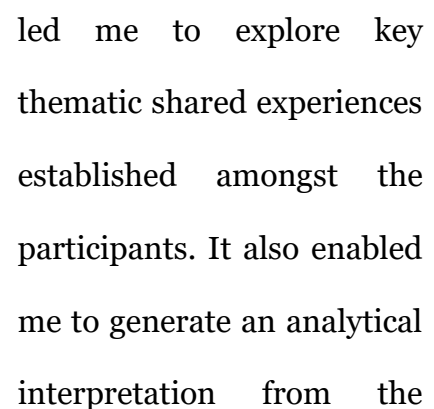 led me to explore key
thematic shared experiences
established amongst the
participants. It also enabled
me to generate an analytical
interpretation from the